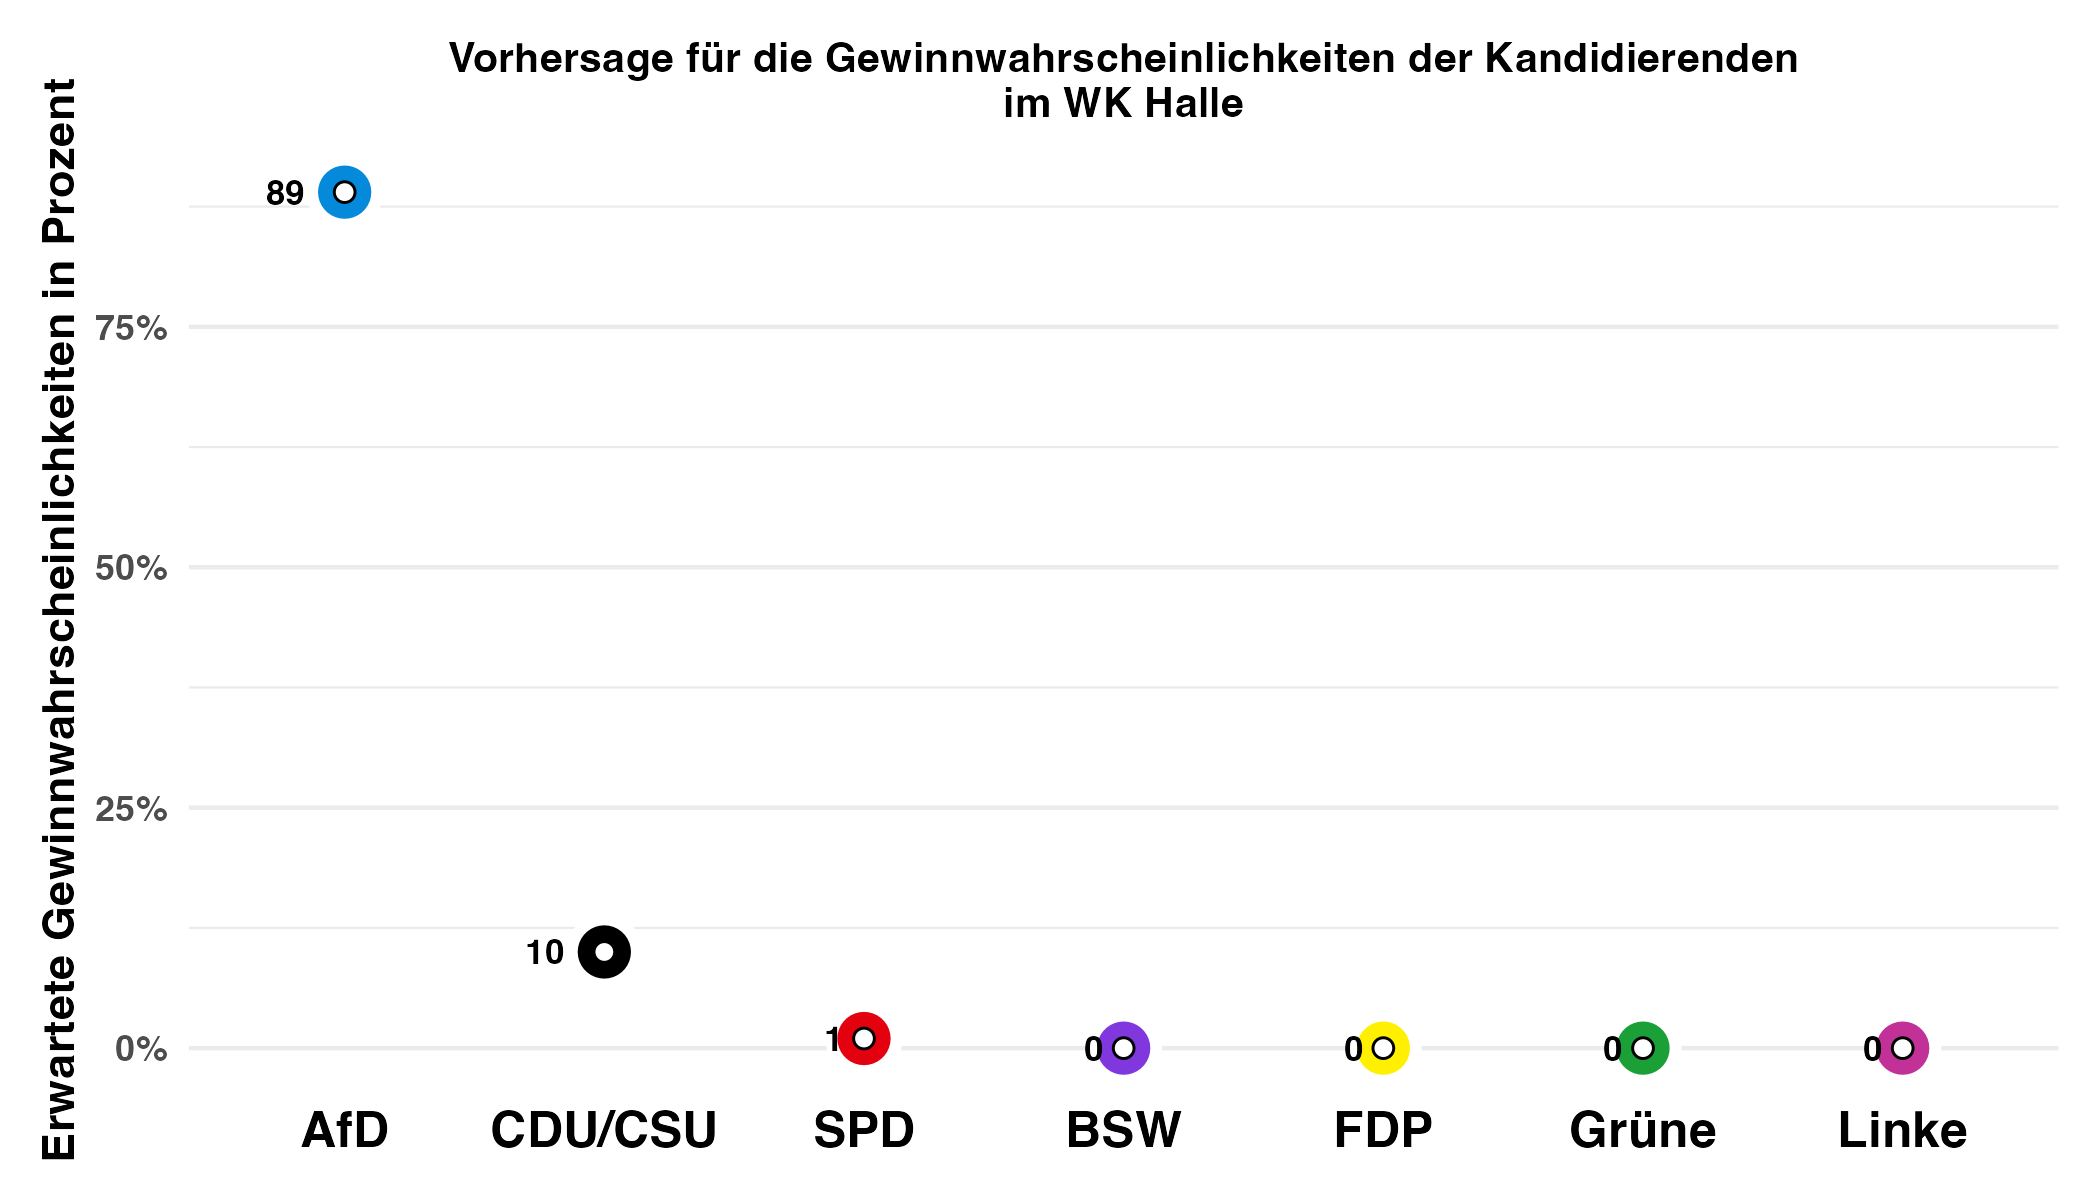 Vorhersage für die Gewinnwahrscheinlichkeiten der Kandidierenden
im WK Halle
Erwartete Gewinnwahrscheinlichkeiten in Prozent
75%
50%
25%
0%
89
10
1
0
0
0
0
AfD
CDU/CSU
SPD
BSW
FDP
Grüne
Linke